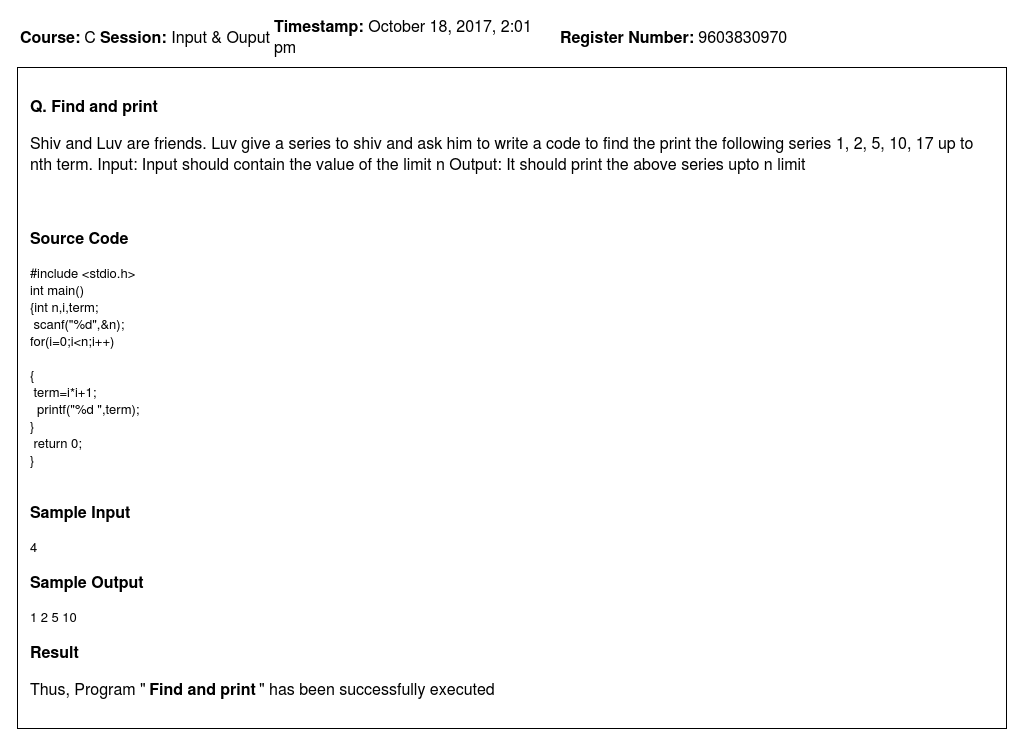 Course: C Session: Input & Ouput Timestamp: October 18, 2017, 2:01 pm Register Number: 9603830970
Q. Find and print
Shiv and Luv are friends. Luv give a series to shiv and ask him to write a code to find the print the following series 1, 2, 5, 10, 17 up to
nth term. Input: Input should contain the value of the limit n Output: It should print the above series upto n limit
Source Code
#include <stdio.h>
int main()
{int n,i,term;
scanf("%d",&n);
for(i=0;i<n;i++)
{
term=i*i+1;
printf("%d ",term);
}
return 0;
}
Sample Input
4
Sample Output
1 2 5 10
Result
Thus, Program " Find and print " has been successfully executed